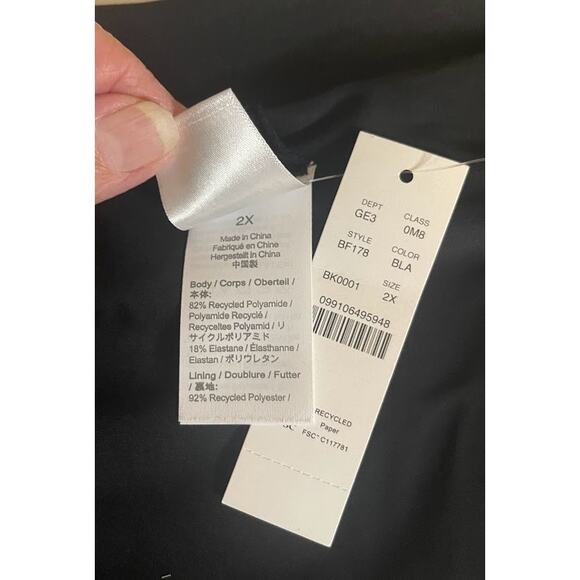 2X
Made in China
Fabriqué en Chine
Hergestellt in China
中国製
Body / Corps / Oberteil /
本体:
82% Recycled Polyamide /
Polyamide Recyclé /
Recyceltes Polyamid / リ
サイクルポリアミド
18% Elastane / Élasthanne /
Elastan / ポリウレタン
Lining / Doublure / Futter
/ 裏地:
92% Recycled Polyester /
DEPT CLASS
GE3 0M8
STYLE COLOR
BF178 BLA
BK0001 SIZE
2X
099106495948
RECYCLED
Paper
FSC® C117781